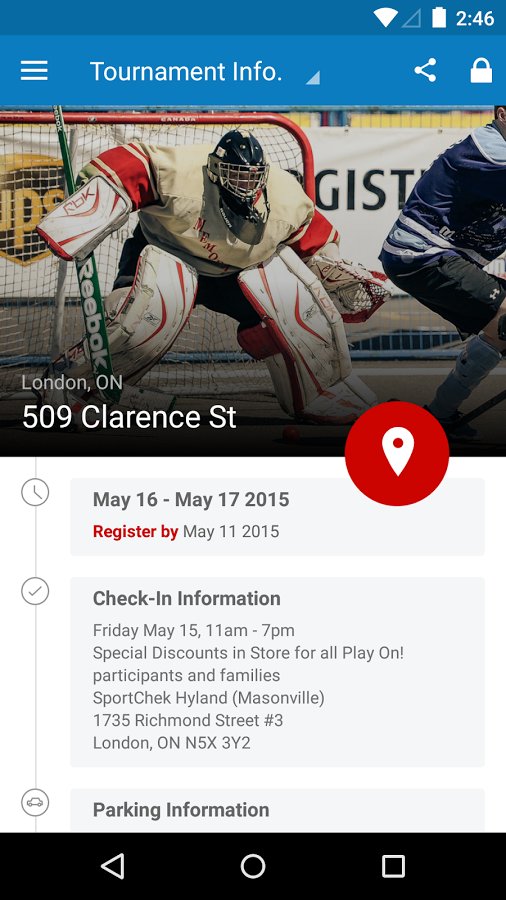 2:46
Tournament Info.
CANADA
ups
GISTI
RBK
Reebok
London, ON
509 Clarence St
May 16 - May 17 2015
Register by May 11 2015
Check-In Information
Friday May 15, 11am - 7pm
Special Discounts in Store for all Play On!
participants and families
SportChek Hyland (Masonville)
1735 Richmond Street #3
London, ON N5X 3Y2
Parking Information